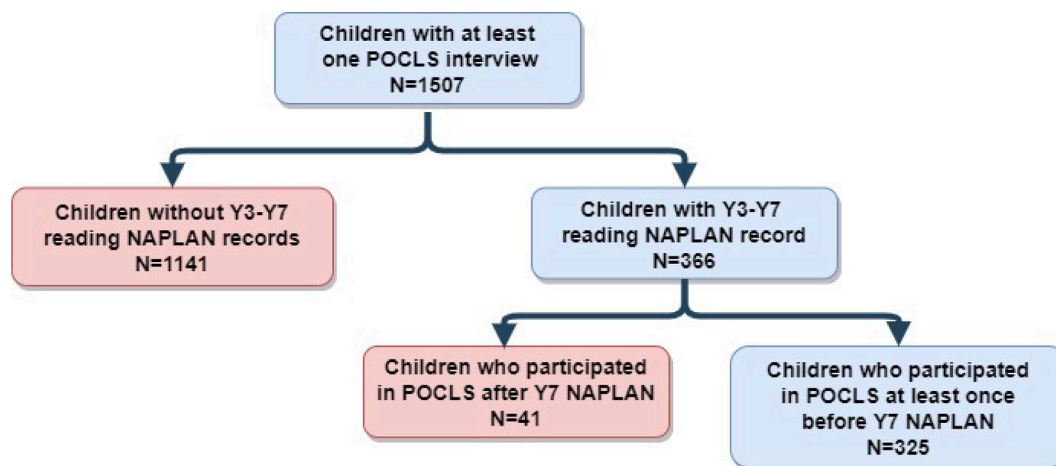 Children with at least
one POCLS interview
N=1507
Children without Y3-Y7
reading NAPLAN records
N=1141
Children with Y3-Y7
reading NAPLAN record
N=366
Children who participated
in POCLS after Y7 NAPLAN
N=41
Children who participated
in POCLS at least once
before Y7 NAPLAN
N=325